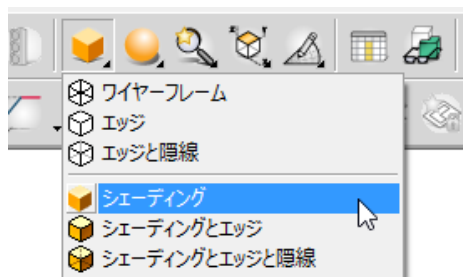 ワイヤーフレーム
エッジ
エッジと隠線
シェーディング
シェーディングとエッジ
シェーディングとエッジと隠線